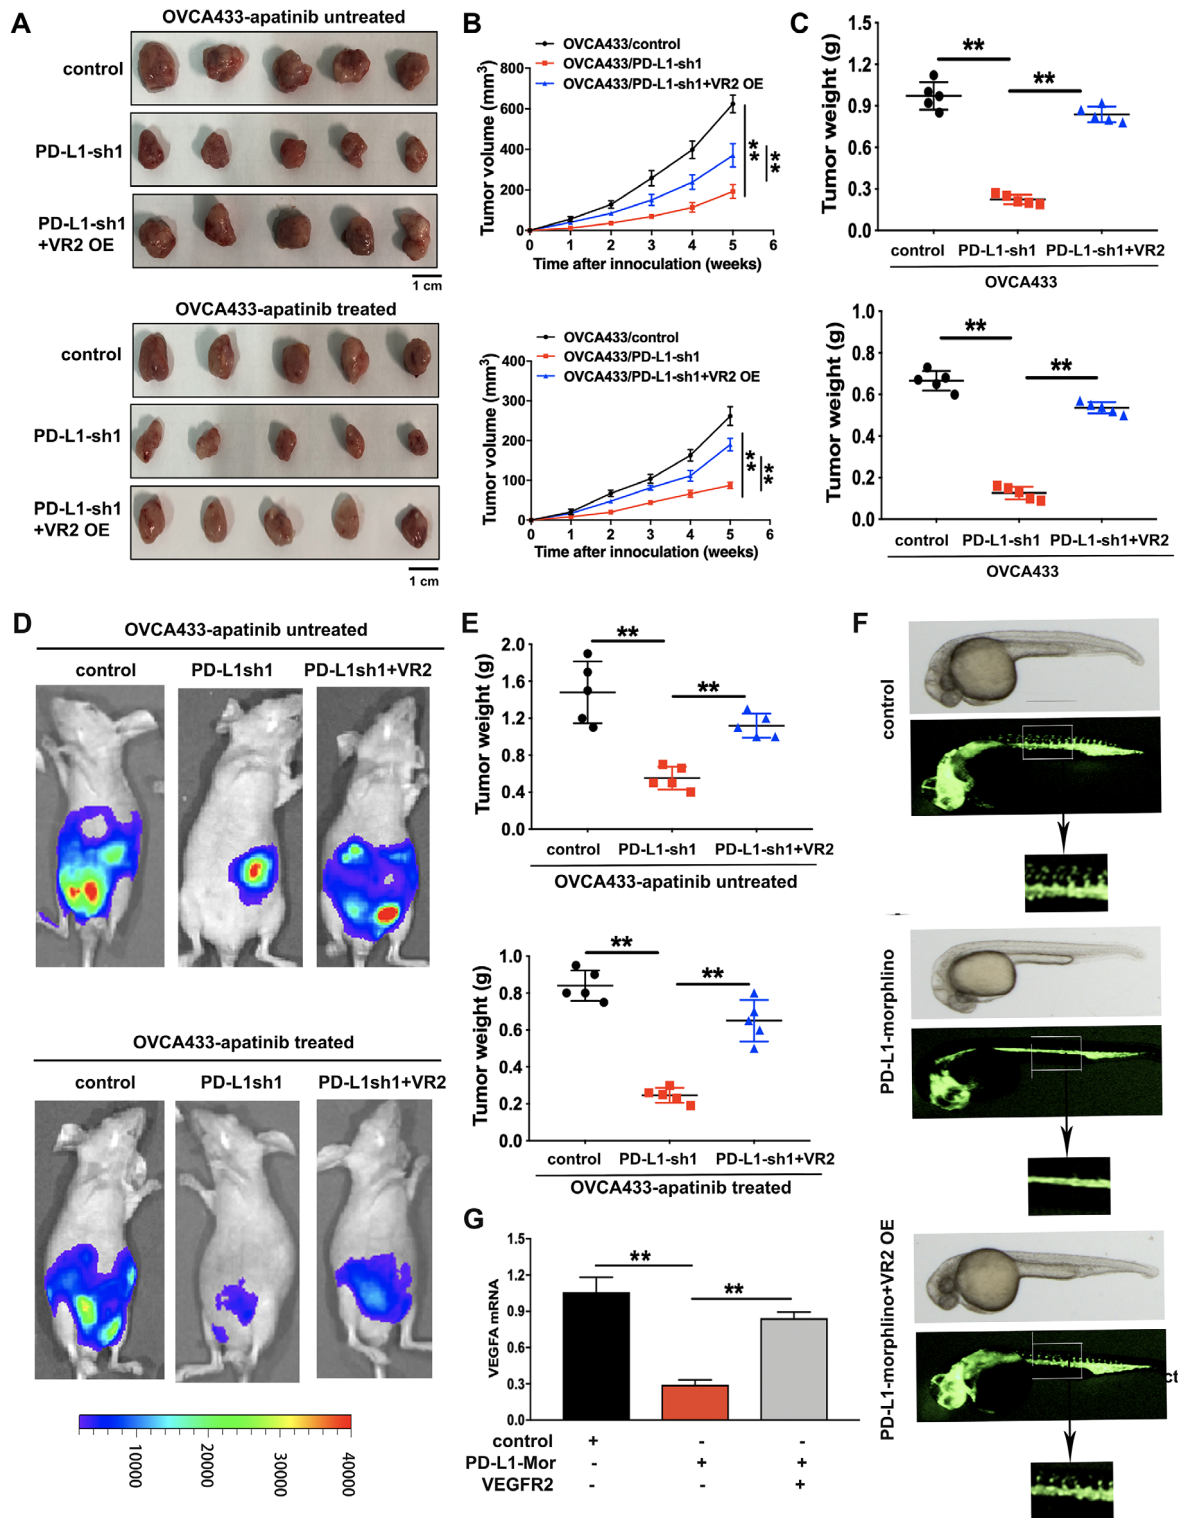 A
OVCA433-apatinib untreated
control
PD-L1-sh1
PD-L1-sh1
+VR2 OE
1 cm
OVCA433-apatinib treated
control
PD-L1-sh1
PD-L1-sh1
+VR2 OE
1 cm
B
OVCA433/control
OVCA433/PD-L1-sh1
OVCA433/PD-L1-sh1+VR2 OE
Tumor volume (mm³)
800
600
400
200
0
0 1 2 3 4 5 6
**
**
Time after innoculation (weeks)
OVCA433/control
OVCA433/PD-L1-sh1
OVCA433/PD-L1-sh1+VR2 OE
Tumor volume (mm³)
400
300
200
100
0
0 1 2 3 4 5 6
**
**
Time after innoculation (weeks)
C
Tumor weight (g)
1.5
1.2
0.9
0.6
0.3
0.0
**
**
control PD-L1-sh1 PD-L1-sh1+VR2
OVCA433
Tumor weight (g)
1.0
0.8
0.6
0.4
0.2
0.0
**
**
control PD-L1-sh1 PD-L1-sh1+VR2
OVCA433
D
OVCA433-apatinib untreated
control PD-L1sh1 PD-L1sh1+VR2
OVCA433-apatinib treated
control PD-L1sh1 PD-L1sh1+VR2
10000
20000
30000
40000
E
Tumor weight (g)
2.0
1.6
1.2
0.8
0.4
0.0
**
**
control PD-L1-sh1 PD-L1-sh1+VR2
OVCA433-apatinib untreated
Tumor weight (g)
1.0
0.8
0.6
0.4
0.2
0.0
**
**
control PD-L1-sh1 PD-L1-sh1+VR2
OVCA433-apatinib treated
F
control
PD-L1-morphlino
PD-L1-morphlino+VR2 OE
ct
G
VEGFA mRNA
1.5
1.2
0.9
0.6
0.3
0.0
**
**
control + - -
PD-L1-Mor - + +
VEGFR2 - - +